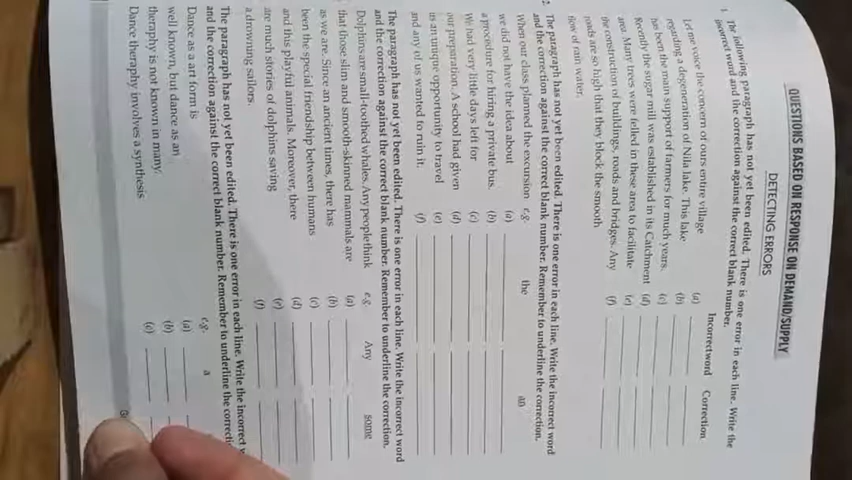 QUESTIONS BASED ON RESPONSE ON DEMAND/SUPPLY
DETECTING ERRORS
1. The following paragraph has not yet been edited. There is one error in each line. Write the
incorrect word and the correction against the correct blank number.
Incorrectword Correction
Let me voice the concern of ours entire village (a)
regarding a degeneration of Nila lake. This lake (b)
has been the main support of farmers for much years. (c)
Recently the sugar mill was established in its Catchment (d)
area. Many trees were felled in these area to facilitate (e)
the construction of buildings, roads and bridges. Any (f)
roads are so high that they block the smooth
flow of rain water.
2. The paragraph has not yet been edited. There is one error in each line. Write the incorrect word
and the correction against the correct blank number. Remember to underline the correction.
When our class planned the excursion e.g. the an
we did not have the idea about (a)
a procedure for hiring a private bus. (b)
We had very little days left for (c)
our preparation. A school had given (d)
us an unique opportunity to travel (e)
and any of us wanted to ruin it. (f)
The paragraph has not yet been edited. There is one error in each line. Write the incorrect word
and the correction against the correct blank number. Remember to underline the correction.
Dolphins are small-toothed whales. Any people think e.g. Any some
that those slim and smooth-skinned mammals are (a)
as we are. Since an ancient times, there has (b)
been the special friendship between humans (c)
and this playful animals. Moreover, there (d)
are much stories of dolphins saving (e)
a drowning sailors. (f)
The paragraph has not yet been edited. There is one error in each line. Write the incorrect
and the correction against the correct blank number. Remember to underline the
Dance as a art form is e.g. a
well known, but dance as an (a)
theraphy is not known in many. (b)
Dance theraphy involves a synthesis (c)